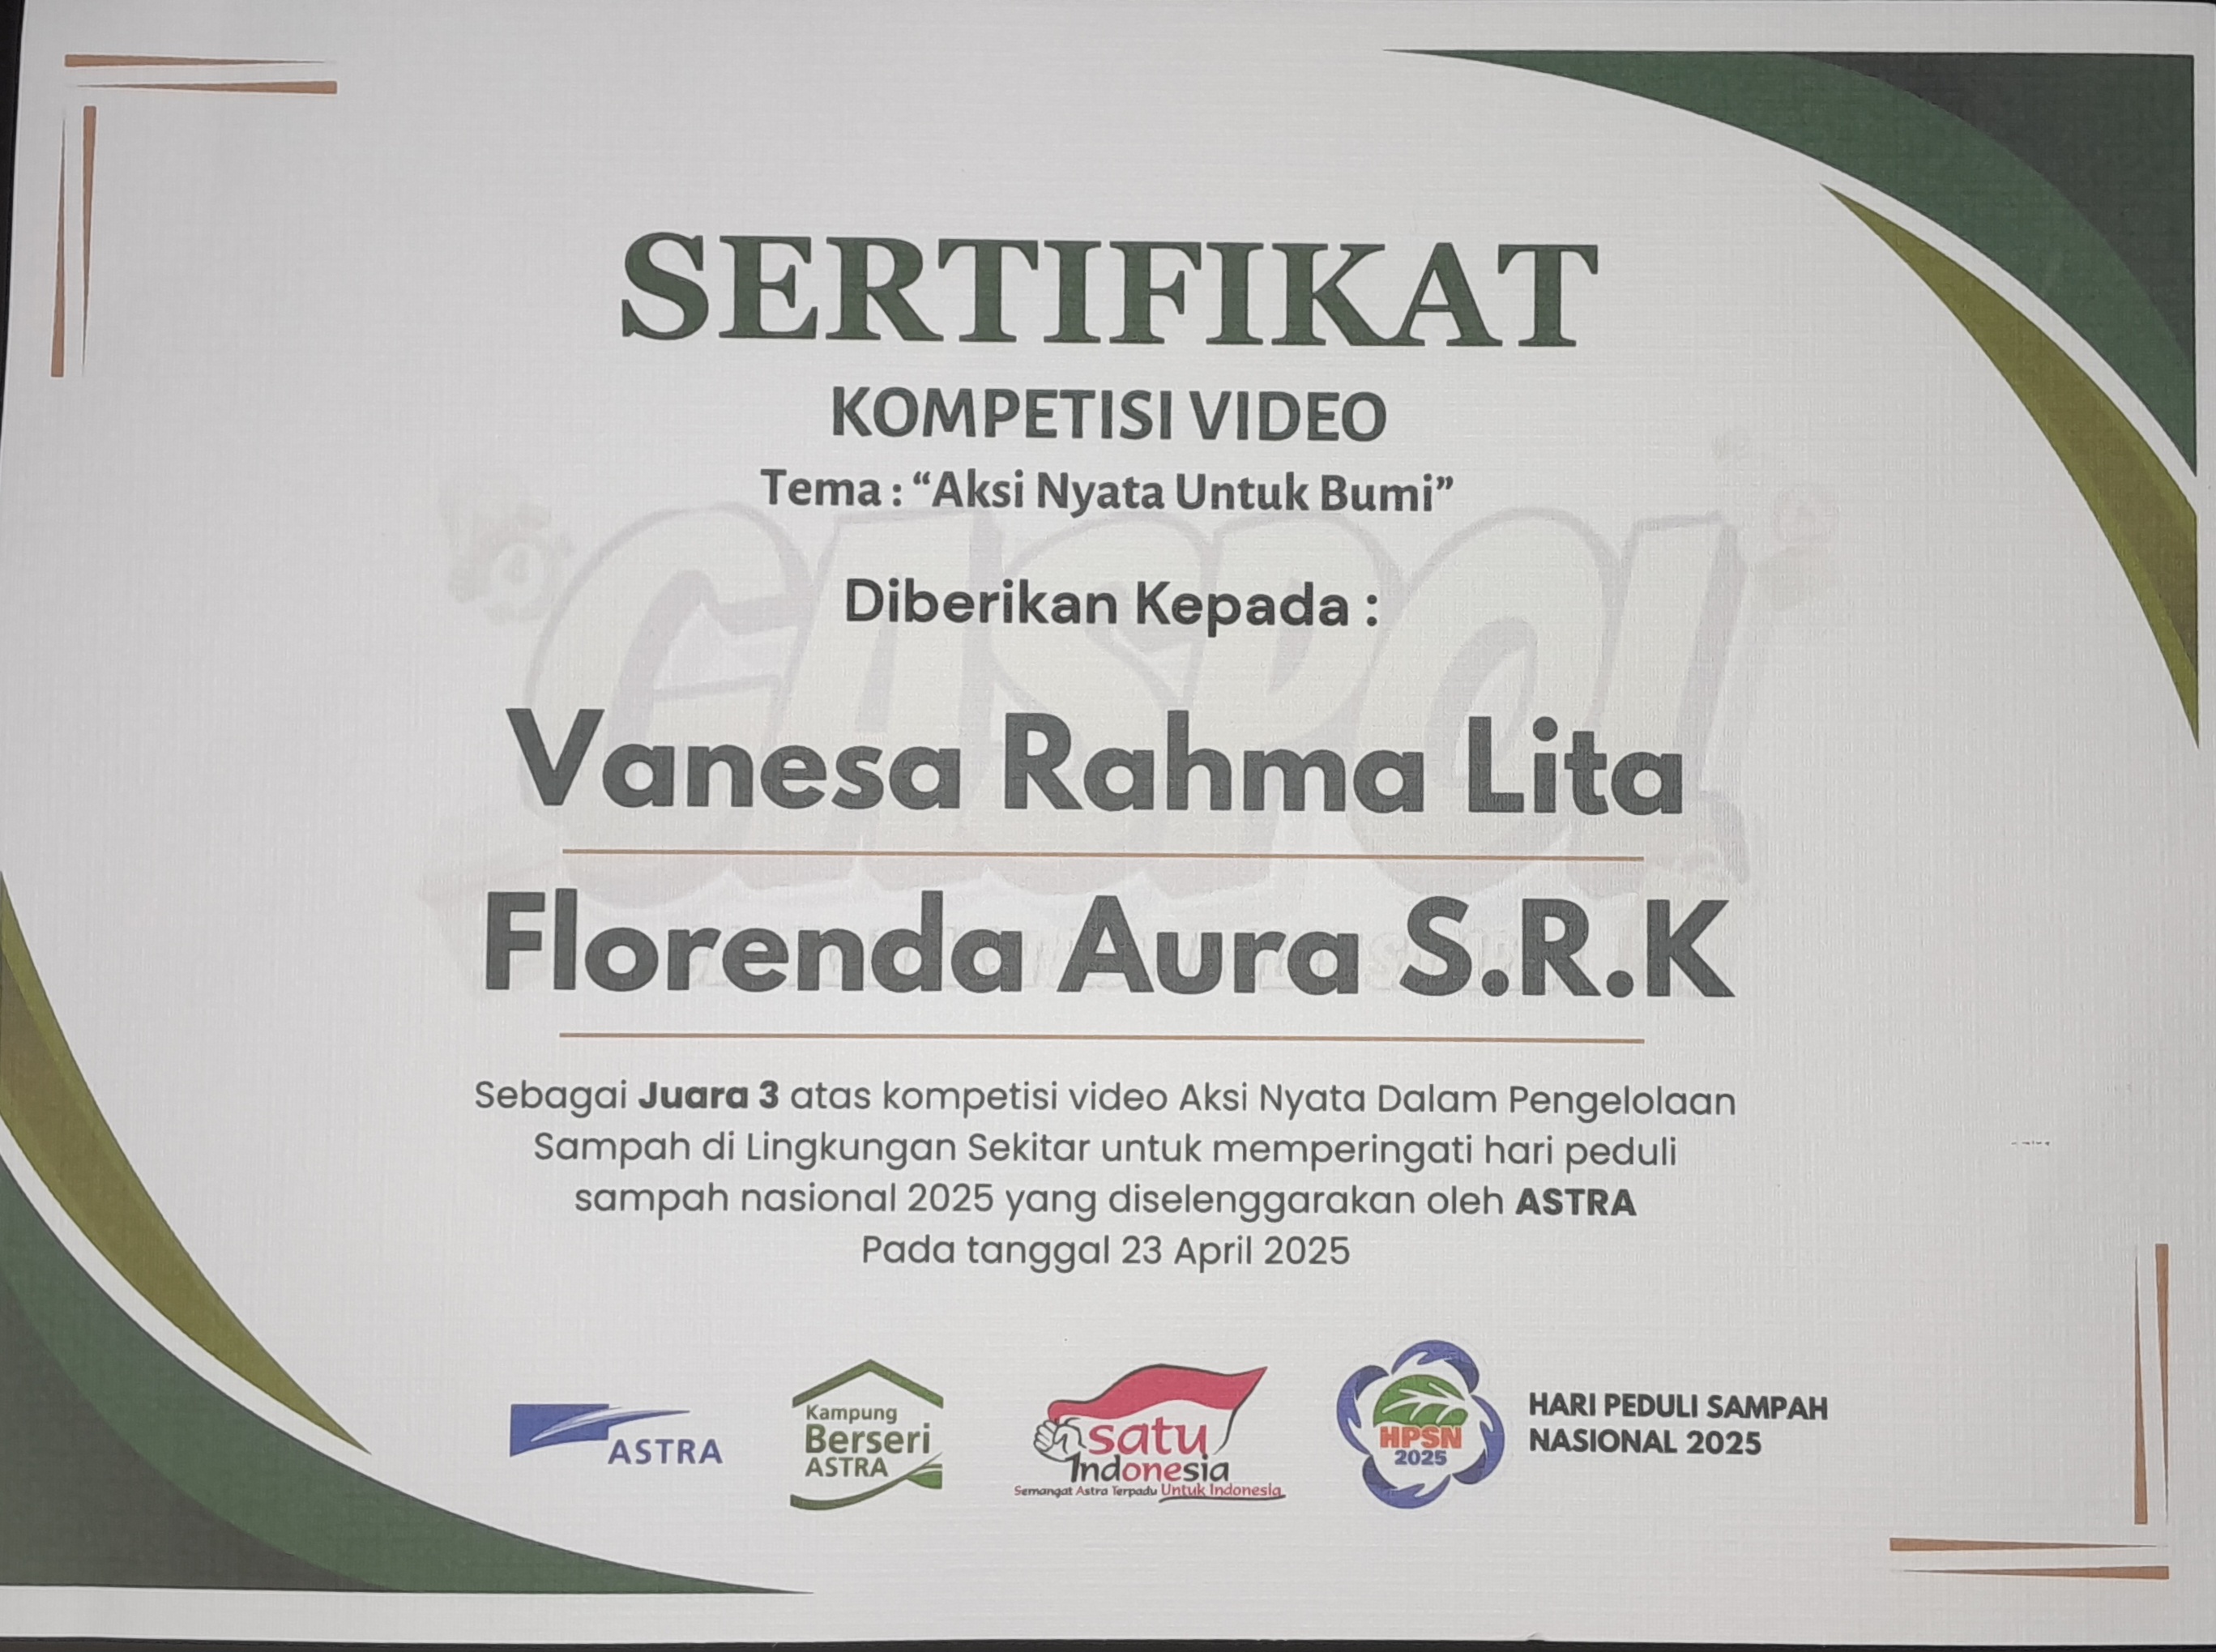 SERTIFIKAT
KOMPETISI VIDEO
Tema : “Aksi Nyata Untuk Bumi”
Diberikan Kepada :
Vanesa Rahma Lita
Florenda Aura S.R.K
Sebagai Juara 3 atas kompetisi video Aksi Nyata Dalam Pengelolaan
Sampah di Lingkungan Sekitar untuk memperingati hari peduli
sampah nasional 2025 yang diselenggarakan oleh ASTRA
Pada tanggal 23 April 2025
ASTRA
Kampung
Berseri
ASTRA
satu
Indonesia
Semangat Astra Terpadu Untuk Indonesia
HPSN
2025
HARI PEDULI SAMPAH
NASIONAL 2025
GASPOL